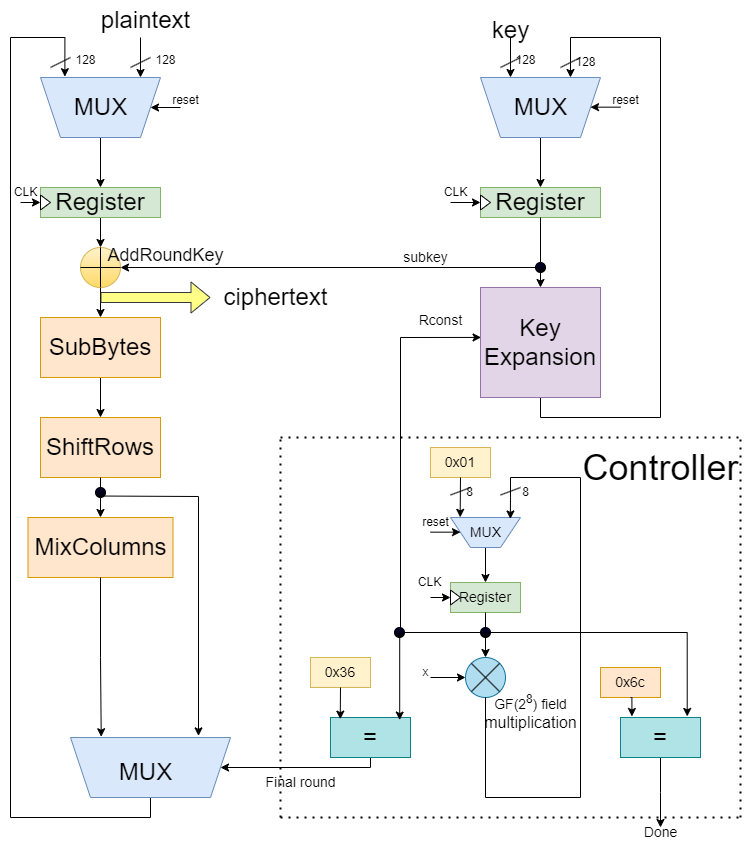 plaintext
key
128
128
128
128
MUX
reset
MUX
reset
CLK
Register
CLK
Register
AddRoundKey
subkey
ciphertext
Rconst
Key
Expansion
SubBytes
ShiftRows
Controller
0x01
8
8
reset
MUX
MixColumns
CLK
Register
0x36
x
0x6c
GF(2⁸) field
multiplication
=
=
MUX
Final round
Done